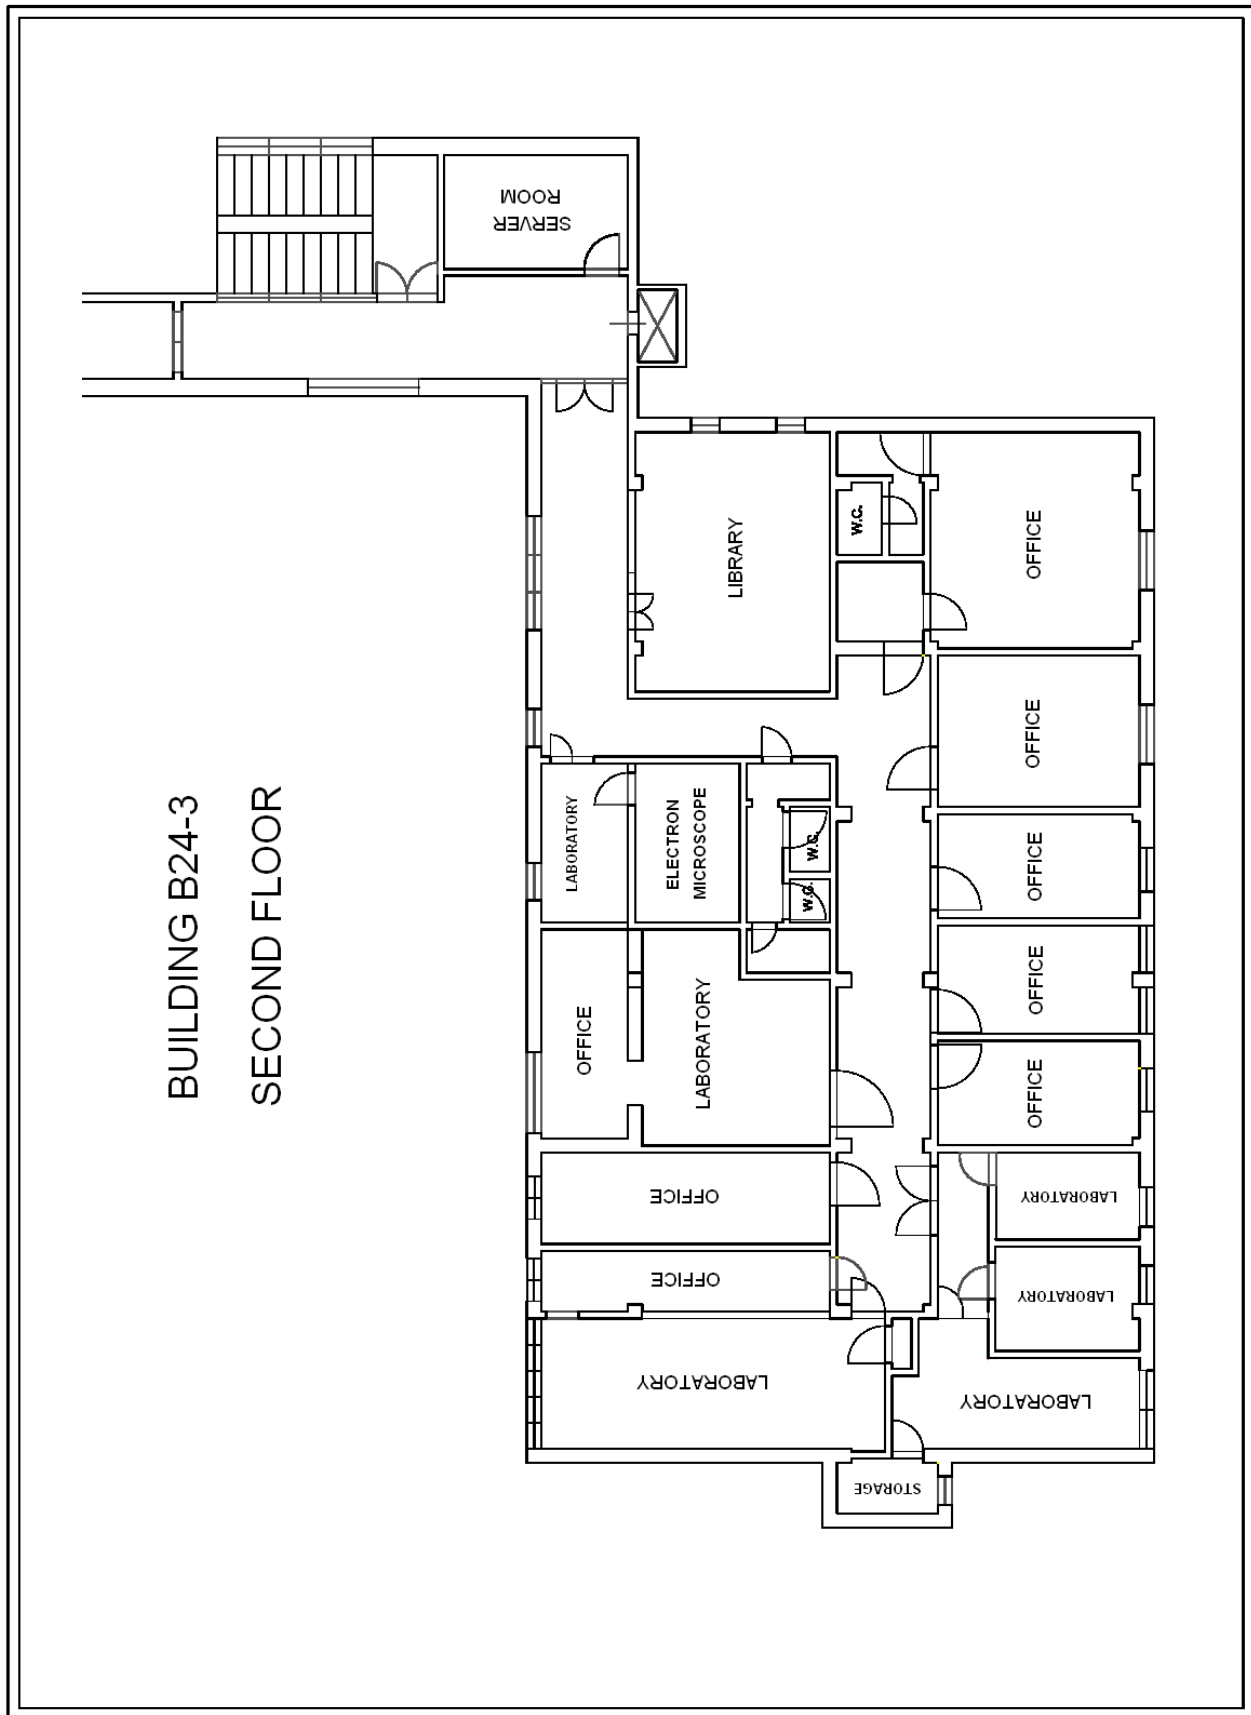 BUILDING B24-3
SECOND FLOOR
SERVER
ROOM
LIBRARY
W.C.
OFFICE
OFFICE
LABORATORY
ELECTRON
MICROSCOPE
W.C.
W.C.
OFFICE
OFFICE
LABORATORY
OFFICE
OFFICE
OFFICE
LABORATORY
OFFICE
LABORATORY
LABORATORY
LABORATORY
STORAGE